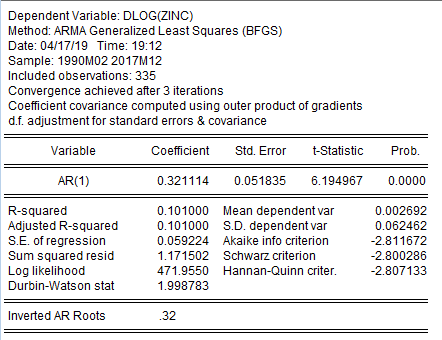 Dependent Variable: DLOG(ZINC)
Method: ARMA Generalized Least Squares (BFGS)
Date: 04/17/19 Time: 19:12
Sample: 1990M02 2017M12
Included observations: 335
Convergence achieved after 3 iterations
Coefficient covariance computed using outer product of gradients
d.f. adjustment for standard errors & covariance
Variable Coefficient Std. Error t-Statistic Prob.
AR(1) 0.321114 0.051835 6.194967 0.0000
R-squared 0.101000 Mean dependent var 0.002692
Adjusted R-squared 0.101000 S.D. dependent var 0.062462
S.E. of regression 0.059224 Akaike info criterion -2.811672
Sum squared resid 1.171502 Schwarz criterion -2.800286
Log likelihood 471.9550 Hannan-Quinn criter. -2.807133
Durbin-Watson stat 1.998783
Inverted AR Roots .32